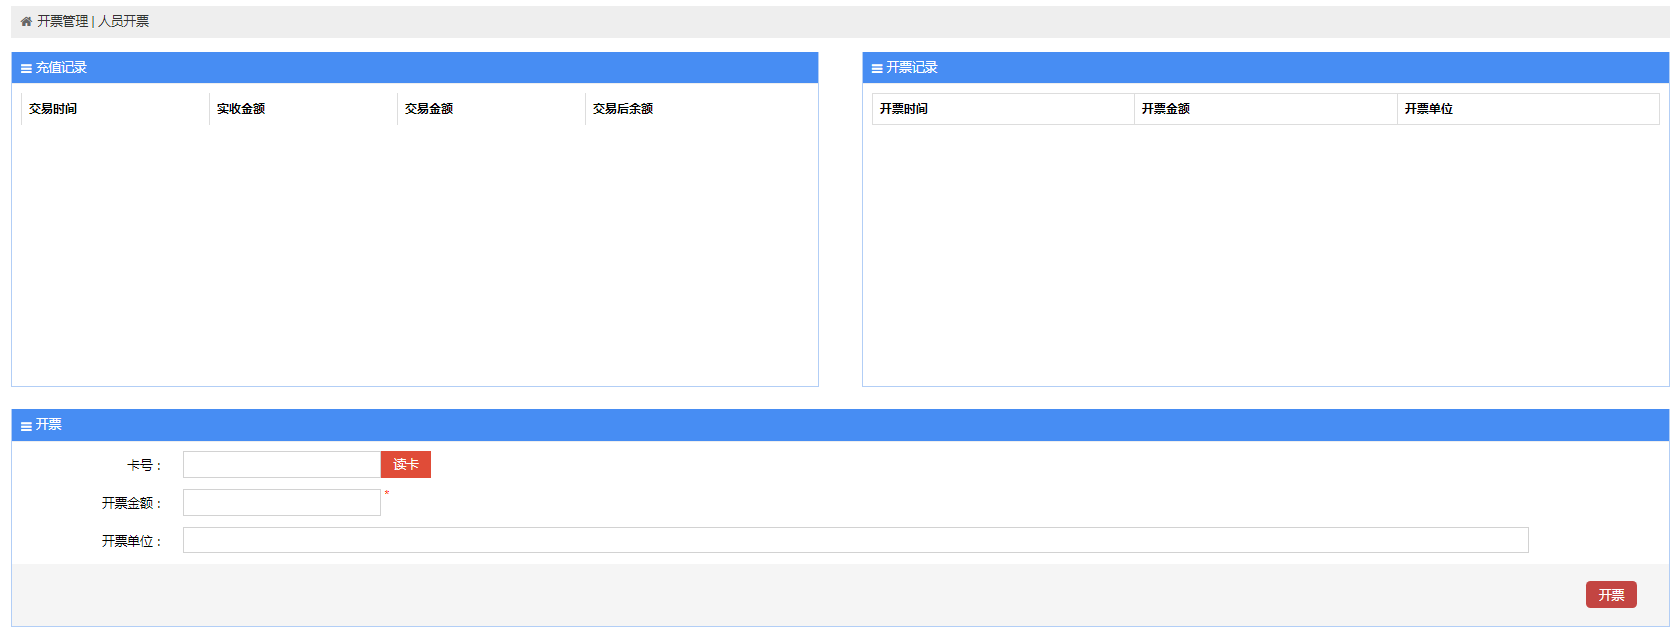 开票管理 | 人员开票
充值记录
交易时间 实收金额 交易金额 交易后余额
开票记录
开票时间 开票金额 开票单位
开票
卡号： 读卡
开票金额： *
开票单位：
开票